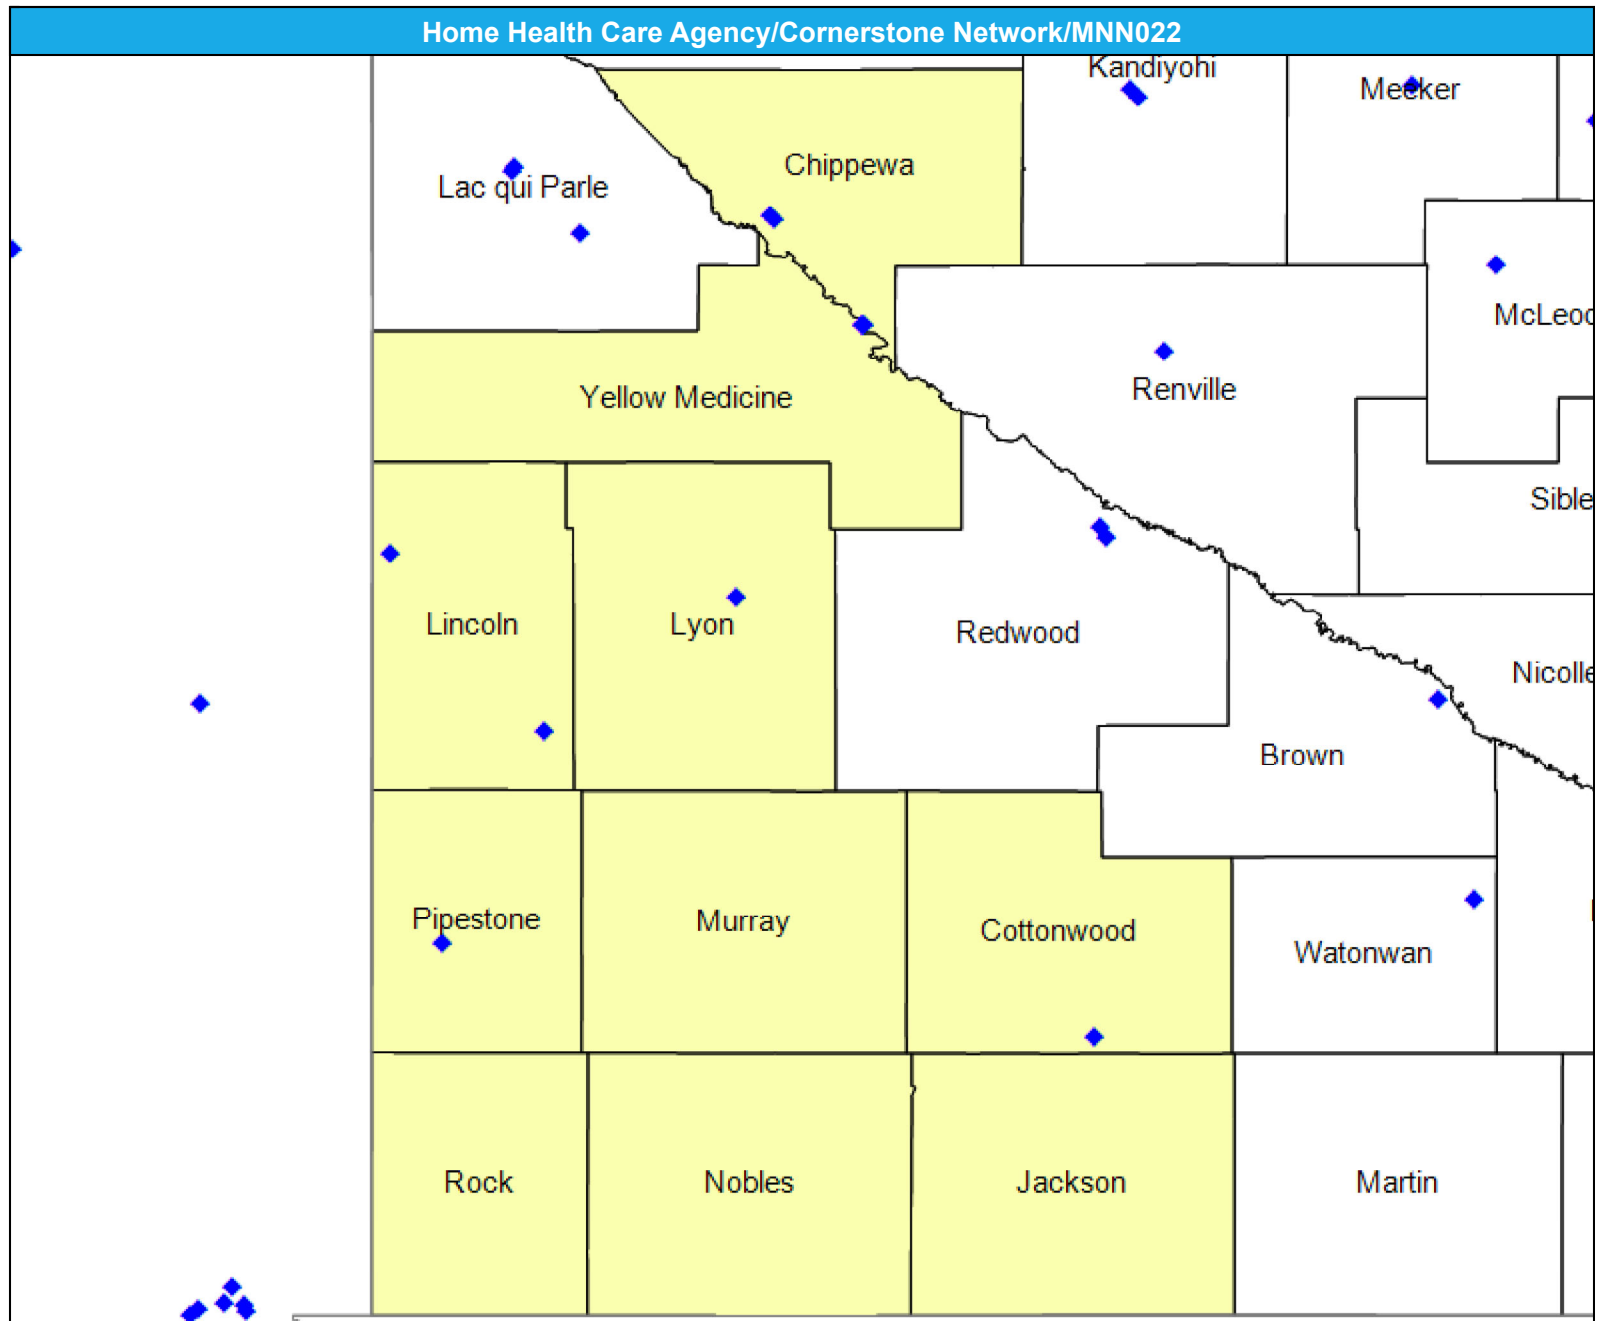 Home Health Care Agency/Cornerstone Network/MNN022
Kandiyohi
Meeker
Chippewa
Lac qui Parle
McLeod
Renville
Yellow Medicine
Sible
Lincoln
Lyon
Redwood
Nicolle
Brown
Pipestone
Murray
Cottonwood
Watonwan
Rock
Nobles
Jackson
Martin